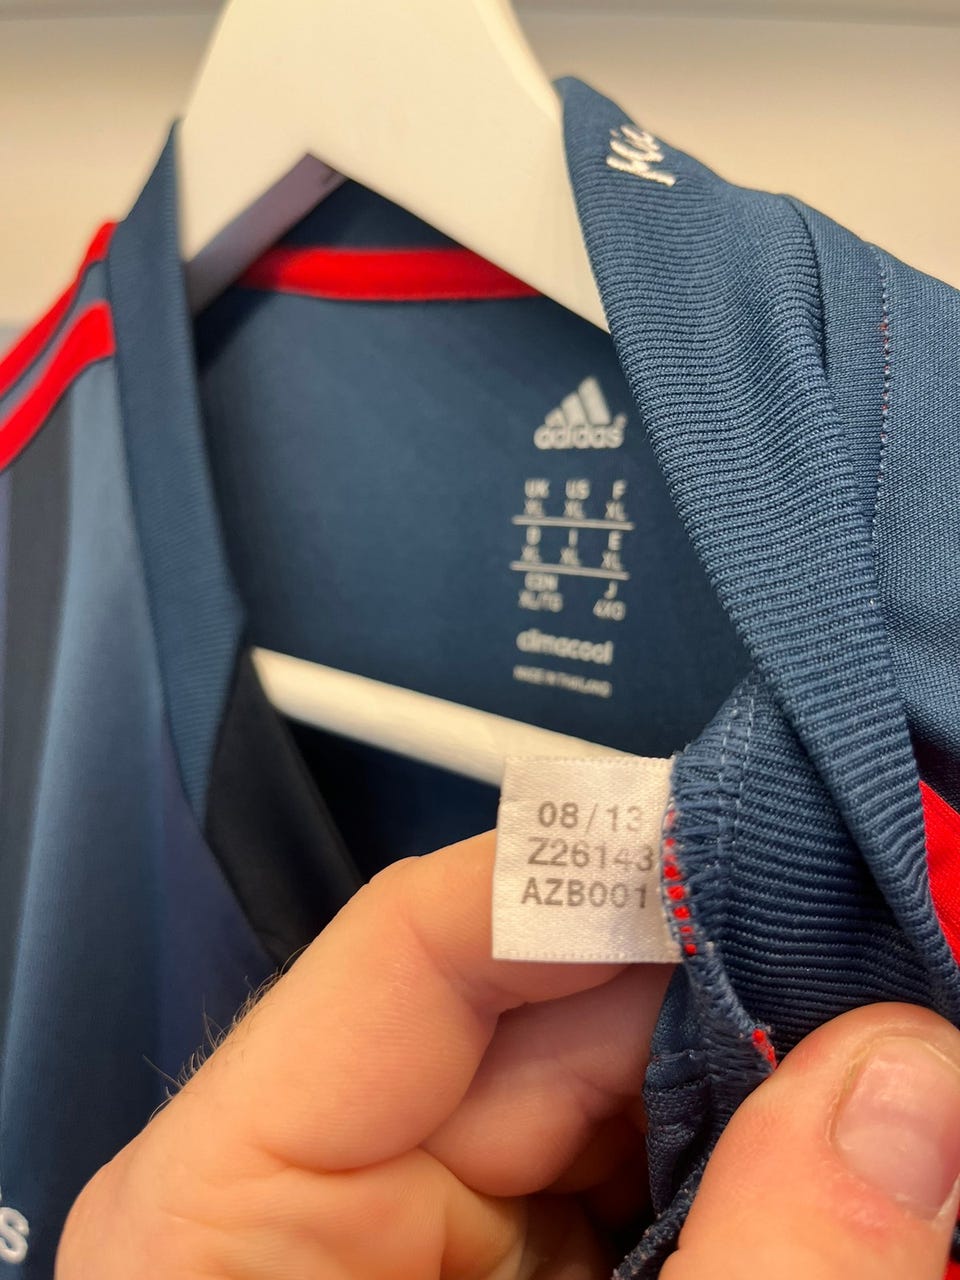 Mia
adidas
UK US F
XL XL XL
D I E
XL XL XL
CDN J
XL/TG 4XO
climacool
MADE IN THAILAND
08/13
Z26143
AZB001
s